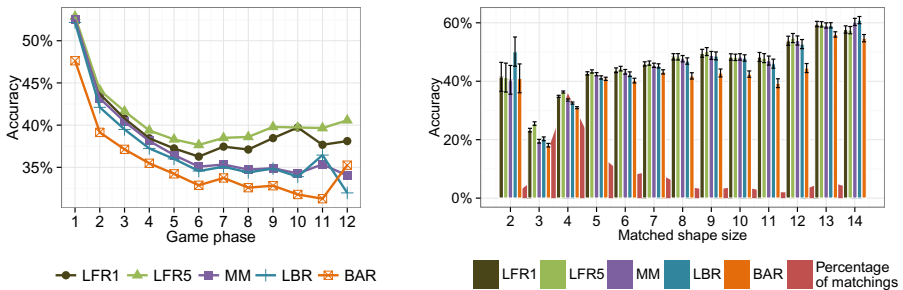 50%
45%
40%
35%
Accuracy
1 2 3 4 5 6 7 8 9 10 11 12
Game phase
LFR1 LFR5 MM LBR BAR
60%
40%
20%
0%
Accuracy
2 3 4 5 6 7 8 9 10 11 12 13 14
Matched shape size
LFR1 LFR5 MM LBR BAR Percentage
of matchings